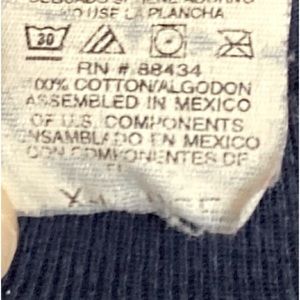 NO USE LA PLANCHA
30
RN # 88434
100% COTTON/ALGODON
ASSEMBLED IN MEXICO
OF U.S. COMPONENTS
ENSAMBLADO EN MEXICO
CON COMPONENTES DE